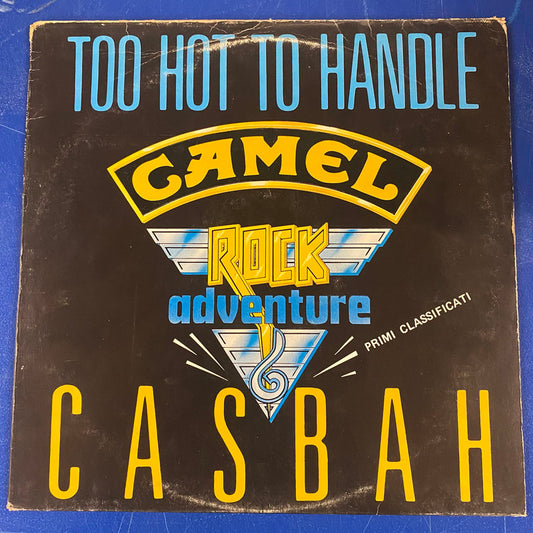 TOO HOT TO HANDLE
CAMEL
ROCK
adventure
PRIMI CLASSIFICATI
CASBAH